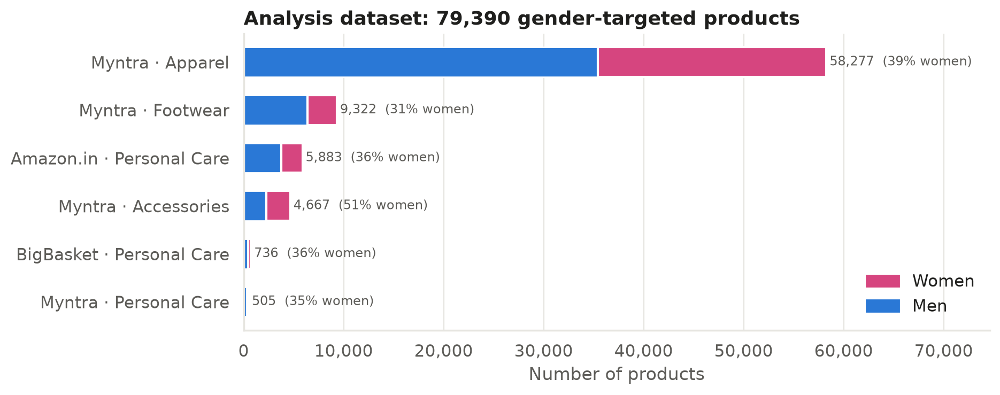 Analysis dataset: 79,390 gender-targeted products
Myntra · Apparel
58,277 (39% women)
Myntra · Footwear
9,322 (31% women)
Amazon.in · Personal Care
5,883 (36% women)
Myntra · Accessories
4,667 (51% women)
BigBasket · Personal Care
736 (36% women)
Myntra · Personal Care
505 (35% women)
Women
Men
0 10,000 20,000 30,000 40,000 50,000 60,000 70,000
Number of products